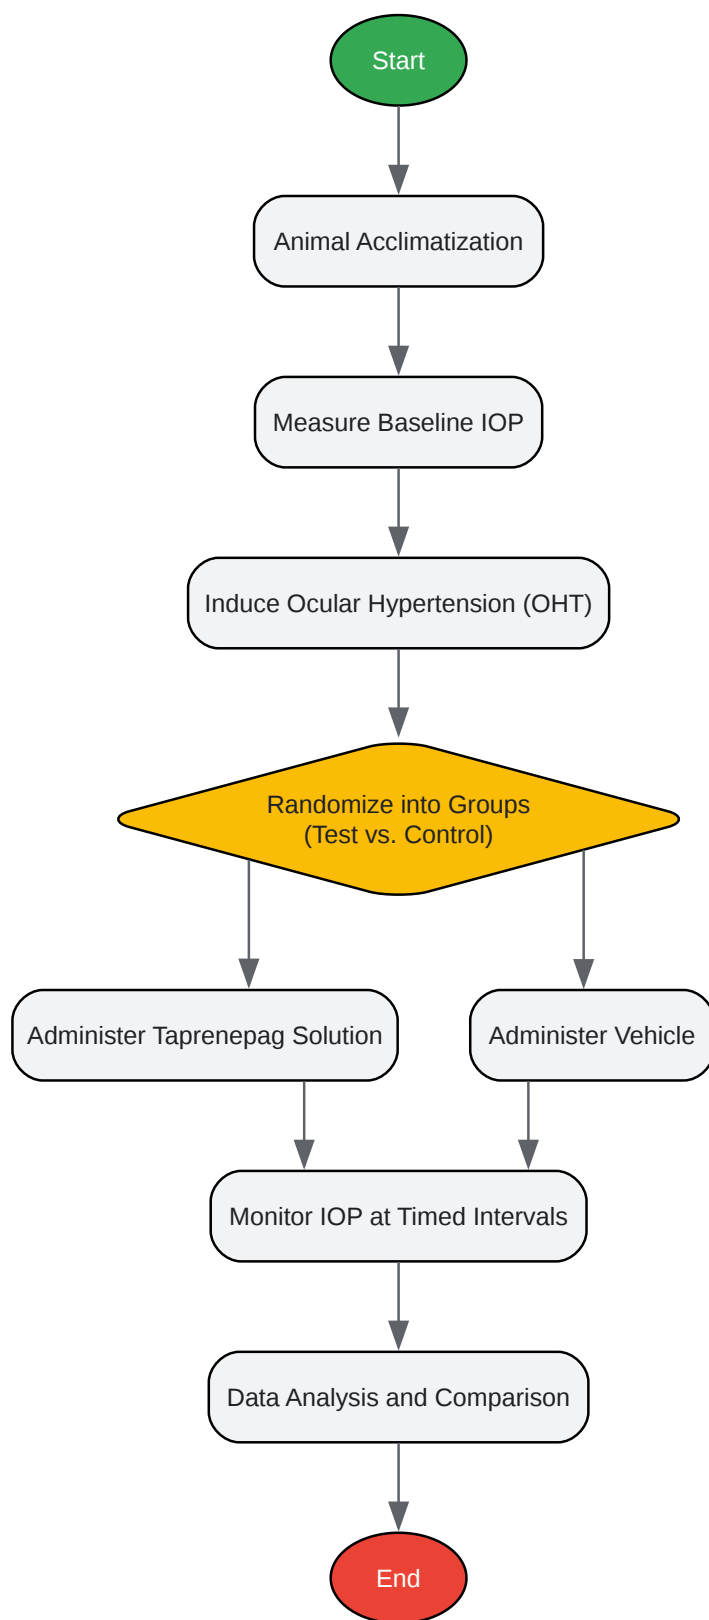 Start
Animal Acclimatization
Measure Baseline IOP
Induce Ocular Hypertension (OHT)
Randomize into Groups
(Test vs. Control)
Administer Taprenepag Solution
Administer Vehicle
Monitor IOP at Timed Intervals
Data Analysis and Comparison
End